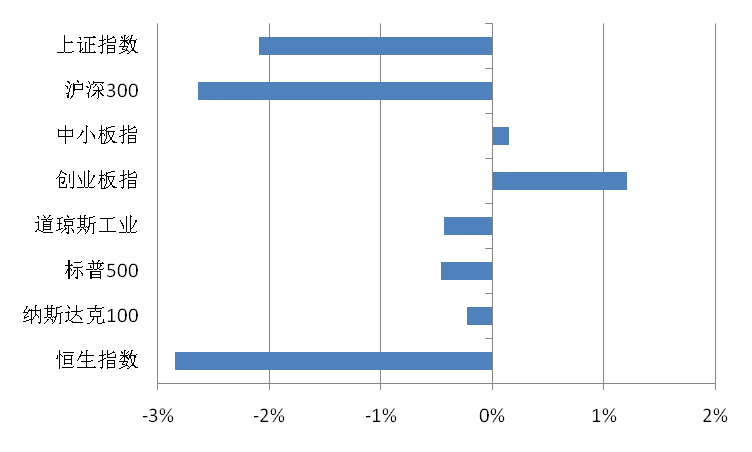 上证指数
沪深300
中小板指
创业板指
道琼斯工业
标普500
纳斯达克100
恒生指数
-3% -2% -1% 0% 1% 2%